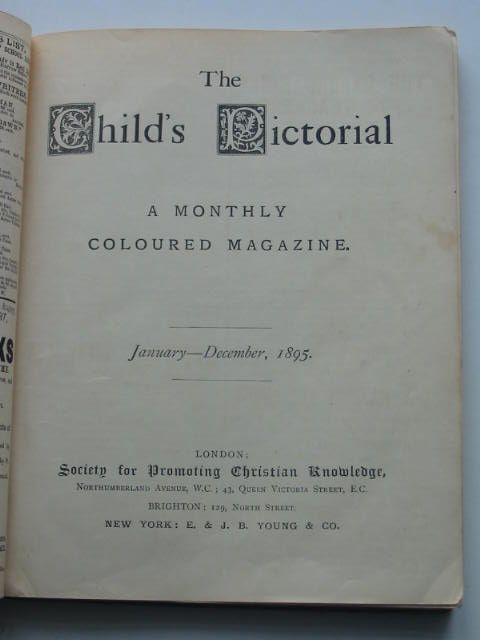 The
Child's Pictorial
A MONTHLY
COLOURED MAGAZINE.
January—December, 1895.
LONDON:
Society for Promoting Christian Knowledge,
NORTHUMBERLAND AVENUE, W.C.; 43, QUEEN VICTORIA STREET, E.C.
BRIGHTON: 129, NORTH STREET.
NEW YORK: E. & J. B. YOUNG & CO.